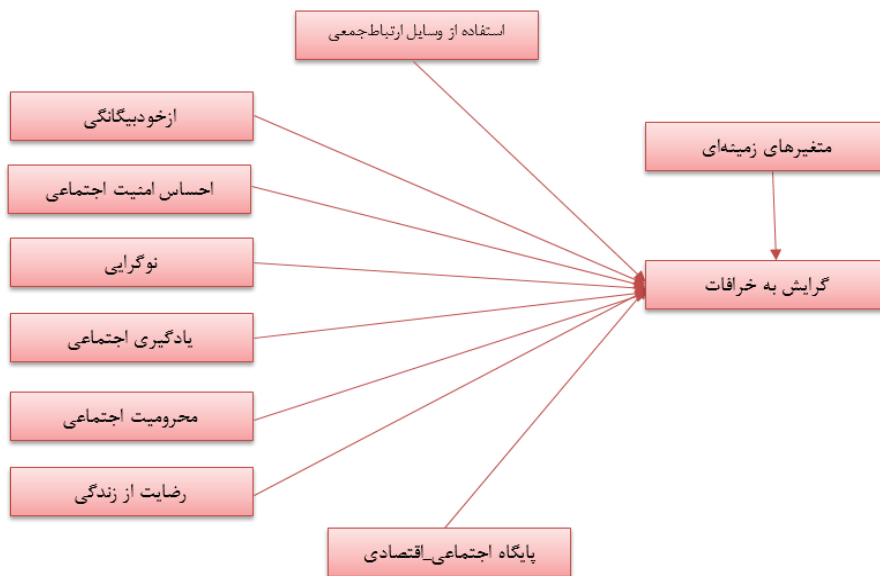 استفاده از وسایل ارتباط‌جمعی
ازخودبیگانگی
متغیرهای زمینه‌ای
احساس امنیت اجتماعی
نوگرایی
گرایش به خرافات
یادگیری اجتماعی
محرومیت اجتماعی
رضایت از زندگی
پایگاه اجتماعی_اقتصادی